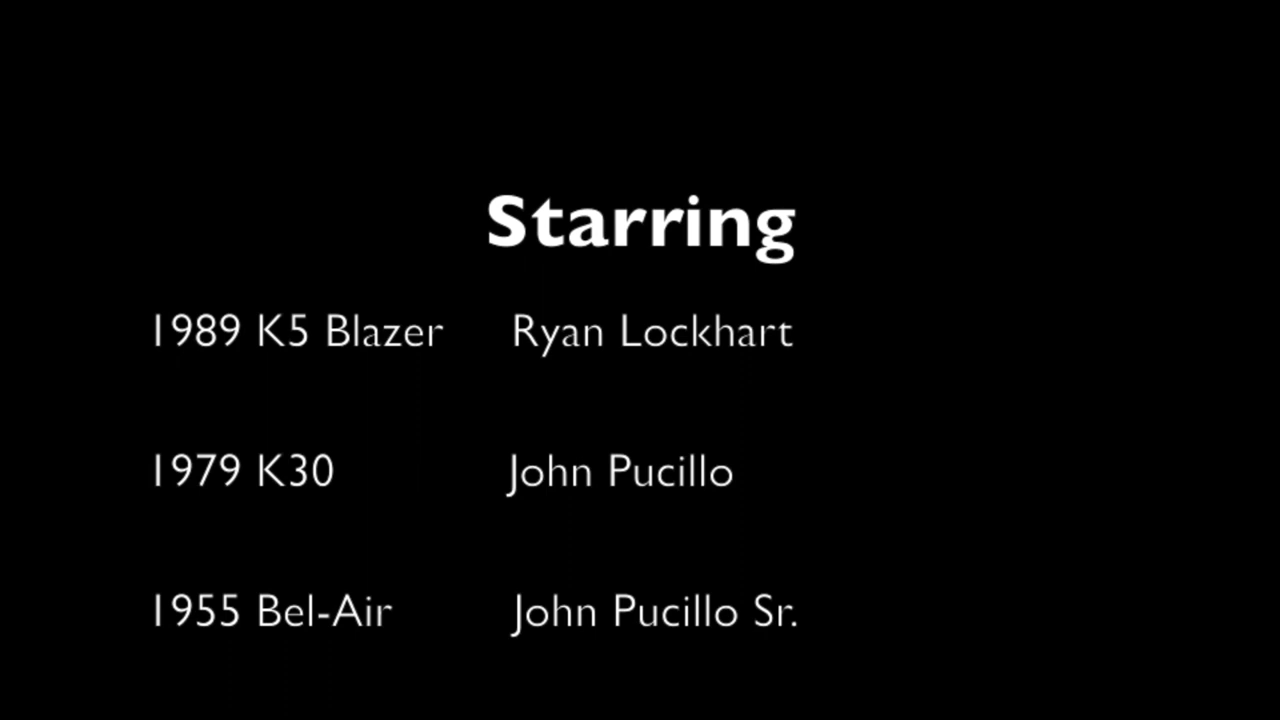 Starring
1989 K5 Blazer Ryan Lockhart
1979 K30 John Pucillo
1955 Bel-Air John Pucillo Sr.